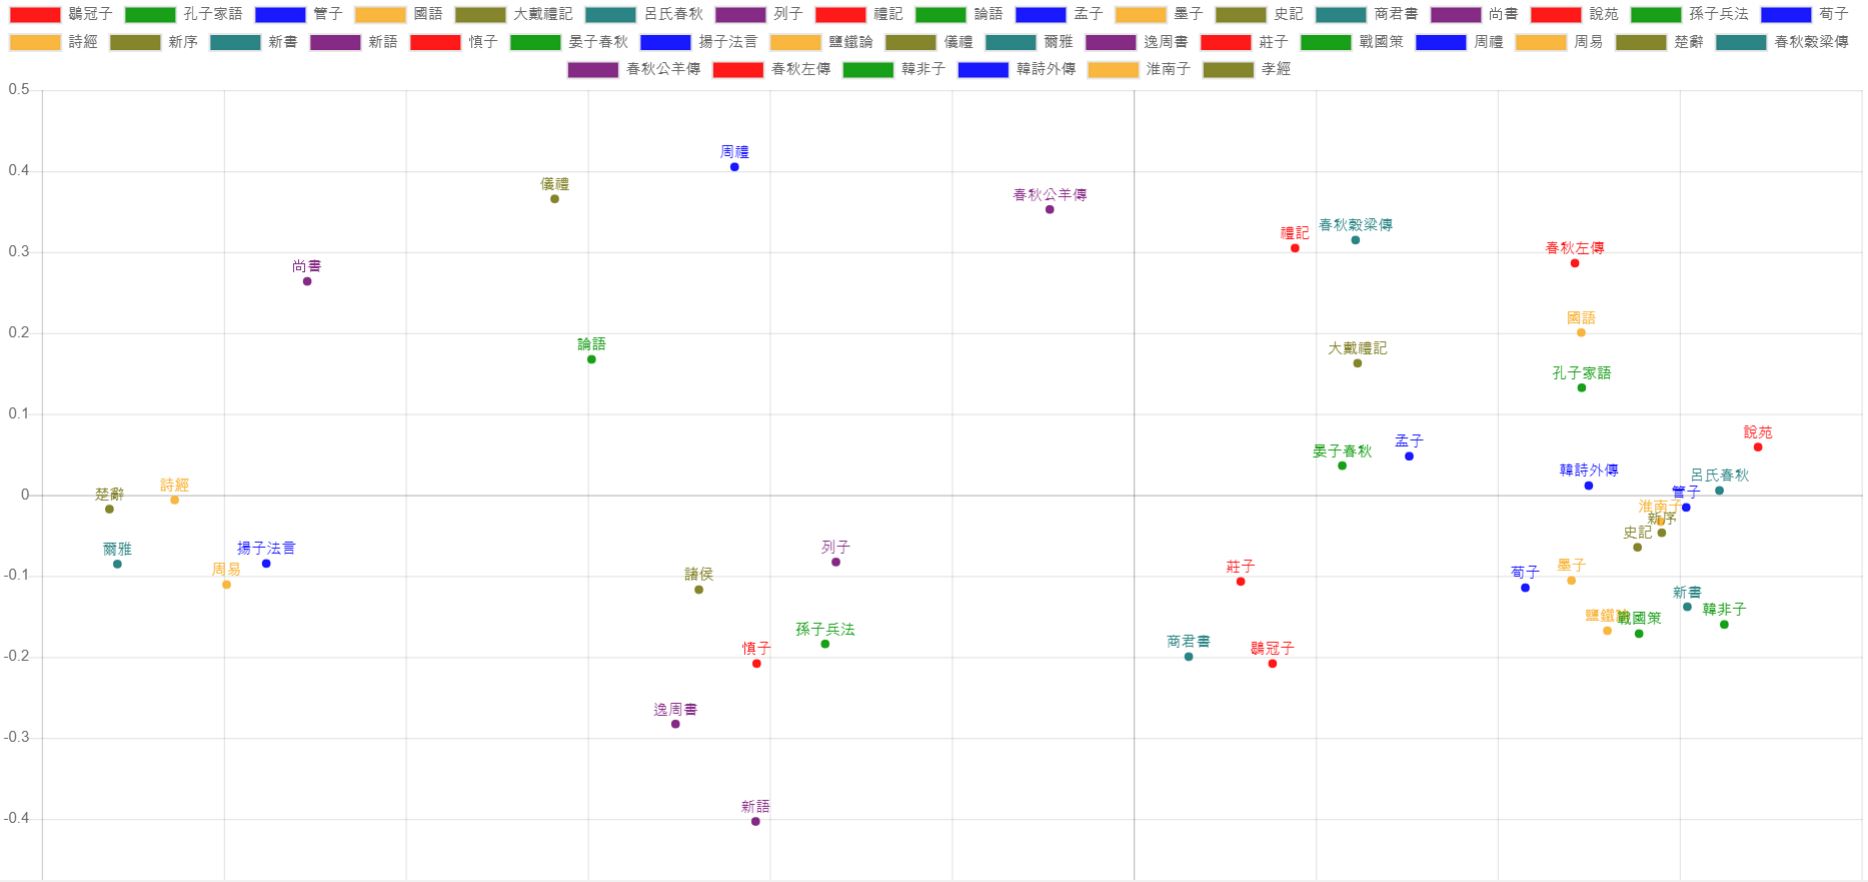 鶡冠子 孔子家語 管子 國語 大戴禮記 呂氏春秋 列子 禮記 論語 孟子 墨子 史記 商君書 尚書 說苑 孫子兵法 荀子
詩經 新序 新書 新語 慎子 晏子春秋 揚子法言 鹽鐵論 儀禮 爾雅 逸周書 莊子 戰國策 周禮 周易 楚辭 春秋穀梁傳
春秋公羊傳 春秋左傳 韓非子 韓詩外傳 淮南子 孝經
0.5
周禮
0.4
儀禮
春秋公羊傳
春秋穀梁傳
禮記
0.3
春秋左傳
尚書
國語
0.2
論語
大戴禮記
孔子家語
0.1
說苑
孟子
晏子春秋
韓詩外傳
呂氏春秋
詩經
管子
0
楚辭
淮南子
新序
史記
爾雅
揚子法言
列子
墨子
周易
莊子
荀子
-0.1
諸侯
新書
韓非子
鹽鐵論
戰國策
孫子兵法
商君書
慎子
鶡冠子
-0.2
逸周書
-0.3
新語
-0.4